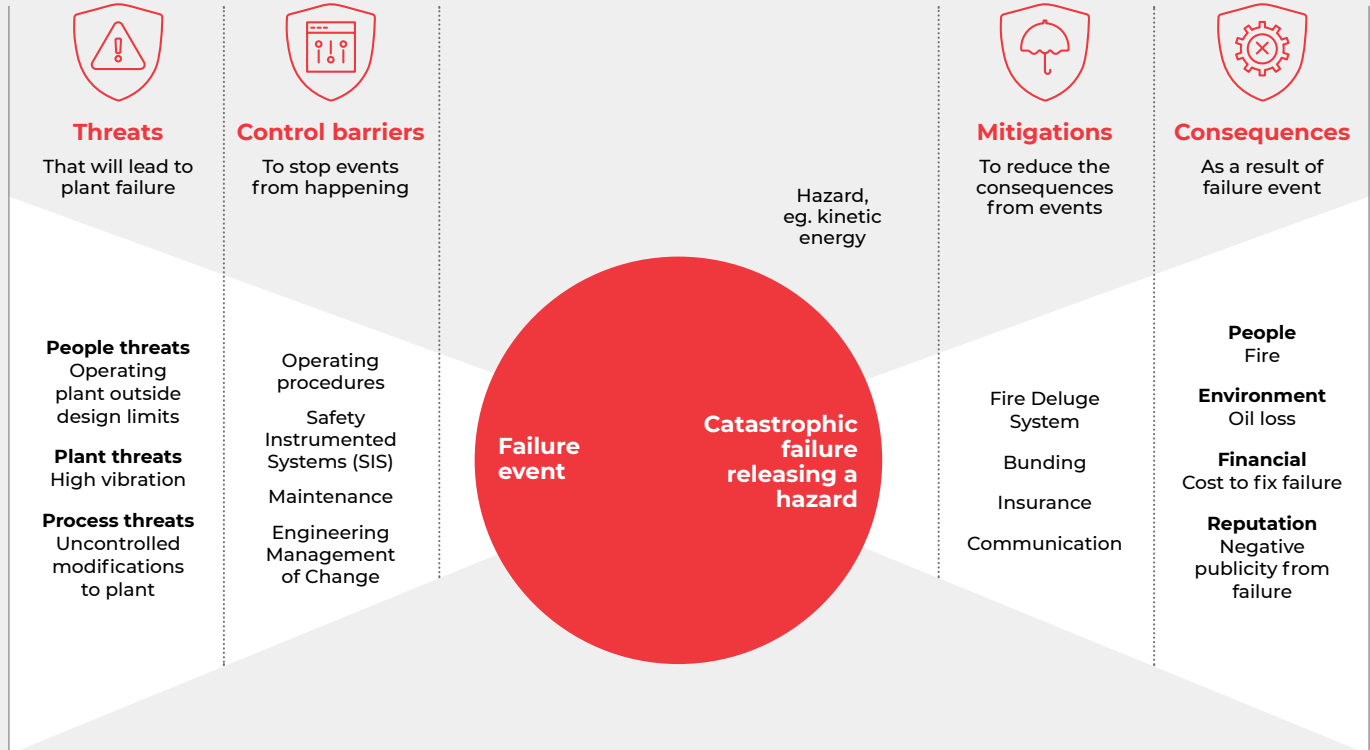 Threats
That will lead to
plant failure
People threats
Operating
plant outside
design limits
Plant threats
High vibration
Process threats
Uncontrolled
modifications
to plant
Control barriers
To stop events
from happening
Operating
procedures
Safety
Instrumented
Systems (SIS)
Maintenance
Engineering
Management
of Change
Failure
event
Hazard,
eg. kinetic
energy
Catastrophic
failure
releasing a
hazard
Mitigations
To reduce the
consequences
from events
Fire Deluge
System
Bunding
Insurance
Communication
Consequences
As a result of
failure event
People
Fire
Environment
Oil loss
Financial
Cost to fix failure
Reputation
Negative
publicity from
failure